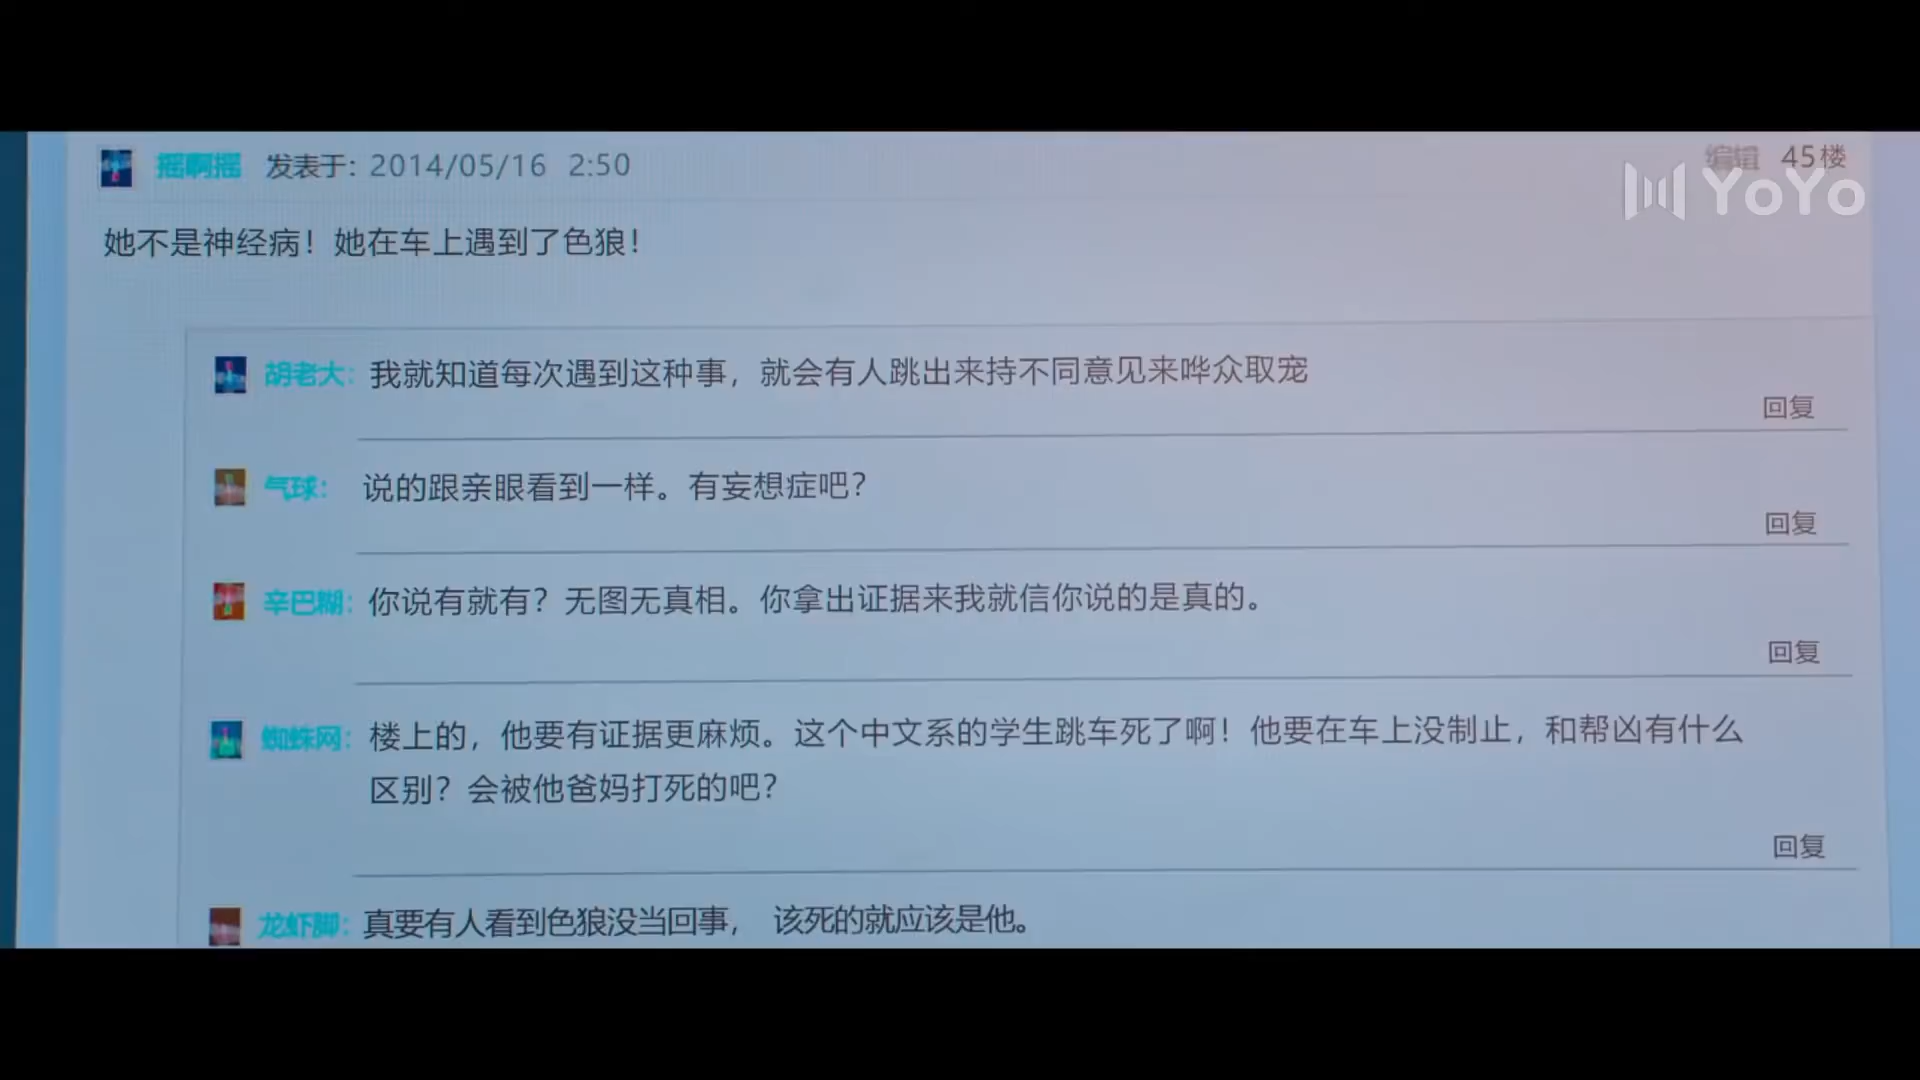 摇啊摇 发表于：2014/05/16 2:50 编辑 45楼
YoYo
她不是神经病！她在车上遇到了色狼！
胡老大：我就知道每次遇到这种事，就会有人跳出来持不同意见来哗众取宠
回复
气球：说的跟亲眼看到一样。有妄想症吧？
回复
辛巴糊：你说有就有？无图无真相。你拿出证据来我就信你说的是真的。
回复
蜘蛛网：楼上的，他要有证据更麻烦。这个中文系的学生跳车死了啊！他要在车上没制止，和帮凶有什么
区别？会被他爸妈打死的吧？
回复
龙虾脚：真要有人看到色狼没当回事， 该死的就应该是他。